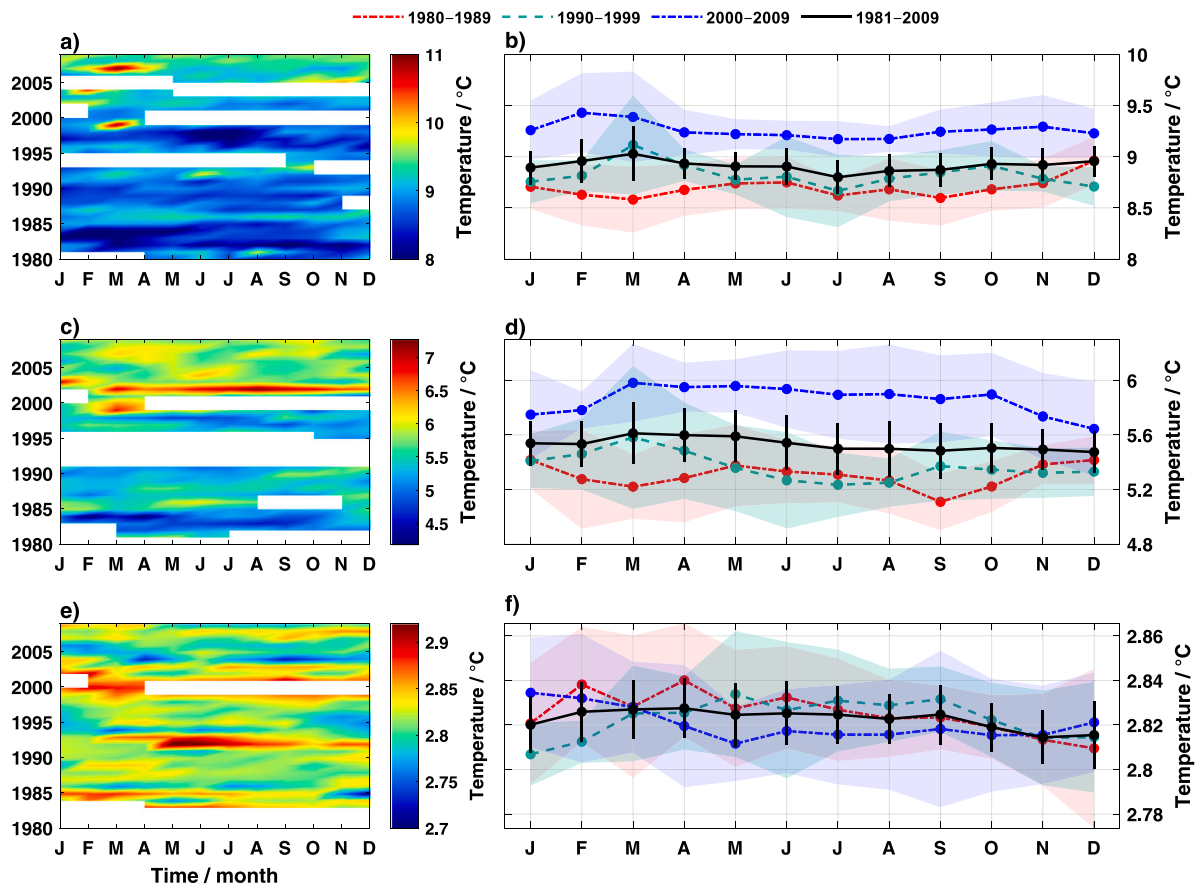 1980−1989 1990−1999 2000−2009 1981−2009
a)
2005
2000
1995
1990
1985
1980
J F M A M J J A S O N D
11
10
9
8
Temperature / °C
b)
10
9.5
9
8.5
8
Temperature / °C
J F M A M J J A S O N D
c)
2005
2000
1995
1990
1985
1980
J F M A M J J A S O N D
7
6.5
6
5.5
5
4.5
Temperature / °C
d)
6
5.6
5.2
4.8
Temperature / °C
J F M A M J J A S O N D
e)
2005
2000
1995
1990
1985
1980
J F M A M J J A S O N D
Time / month
2.9
2.85
2.8
2.75
2.7
Temperature / °C
f)
2.86
2.84
2.82
2.8
2.78
Temperature / °C
J F M A M J J A S O N D